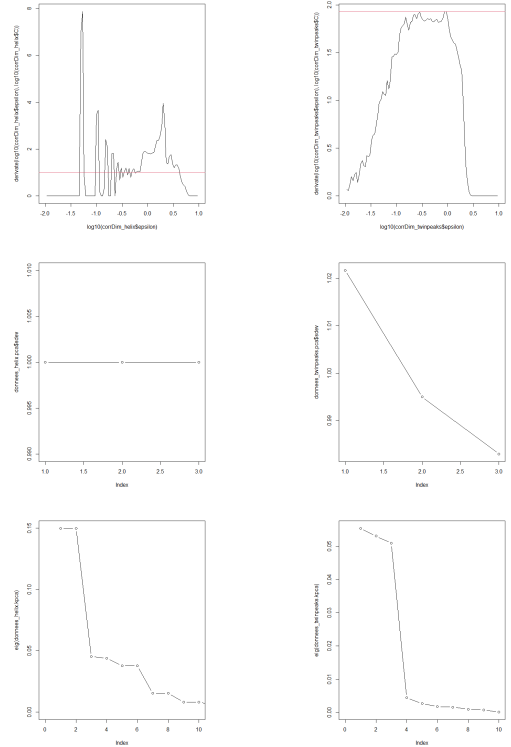 derivate(log10(corrDim_helix$epsilon), log10(corrDim_helix$C))
8
6
4
2
0
-2.0 -1.5 -1.0 -0.5 0.0 0.5 1.0
log10(corrDim_helix$epsilon)
derivate(log10(corrDim_twinpeaks$epsilon), log10(corrDim_twinpeaks$C))
2.0
1.5
1.0
0.5
0.0
-2.0 -1.5 -1.0 -0.5 0.0 0.5 1.0
log10(corrDim_twinpeaks$epsilon)
donnees_helix.pca$sdev
1.010
1.005
1.000
0.995
0.990
1.0 1.5 2.0 2.5 3.0
Index
donnees_twinpeaks.pca$sdev
1.02
1.01
1.00
0.99
1.0 1.5 2.0 2.5 3.0
Index
eig(donnees_helix.kpca)
0.15
0.10
0.05
0.00
0 2 4 6 8 10
Index
eig(donnees_twinpeaks.kpca)
0.05
0.04
0.03
0.02
0.01
0.00
0 2 4 6 8 10
Index